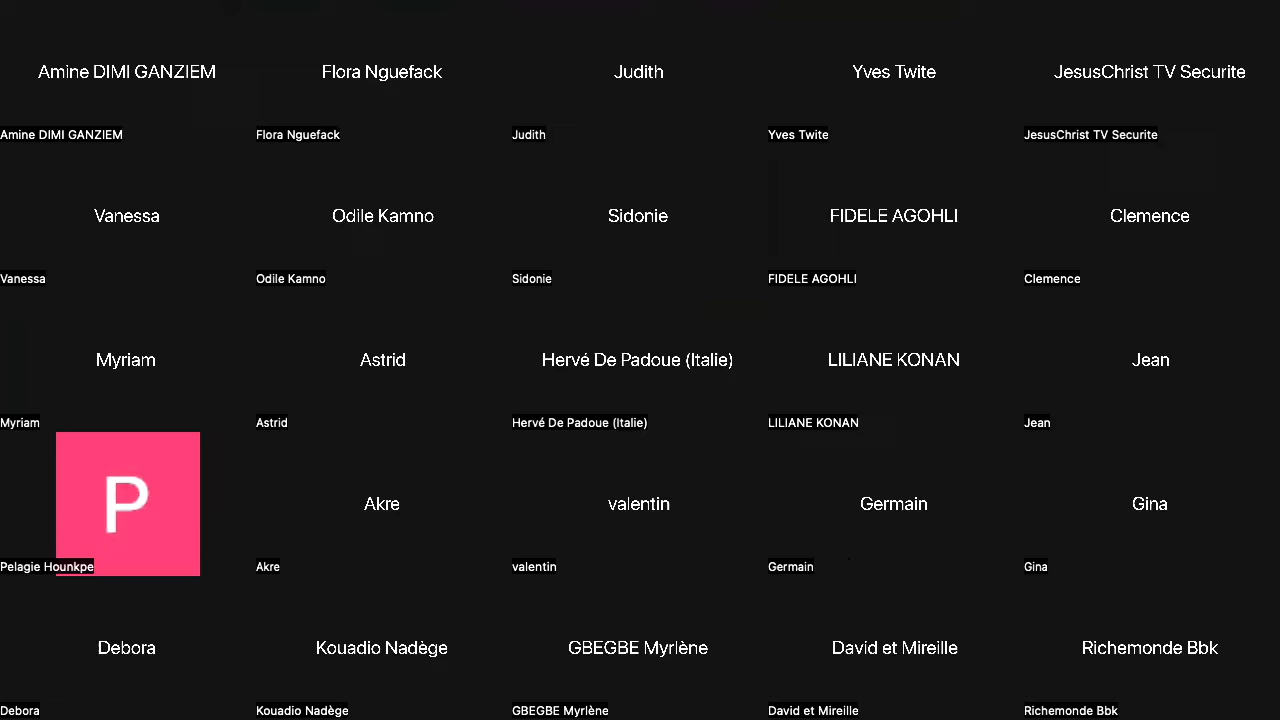 Amine DIMI GANZIEM
Flora Nguefack
Judith
Yves Twite
JesusChrist TV Securite
Amine DIMI GANZIEM
Flora Nguefack
Judith
Yves Twite
JesusChrist TV Securite
Vanessa
Odile Kamno
Sidonie
FIDELE AGOHLI
Clemence
Vanessa
Odile Kamno
Sidonie
FIDELE AGOHLI
Clemence
Myriam
Astrid
Hervé De Padoue (Italie)
LILIANE KONAN
Jean
Myriam
Astrid
Hervé De Padoue (Italie)
LILIANE KONAN
Jean
P
Akre
valentin
Germain
Gina
Pelagie Hounkpe
Akre
valentin
Germain
Gina
Debora
Kouadio Nadège
GBEGBE Myrlène
David et Mireille
Richemonde Bbk
Debora
Kouadio Nadège
GBEGBE Myrlène
David et Mireille
Richemonde Bbk